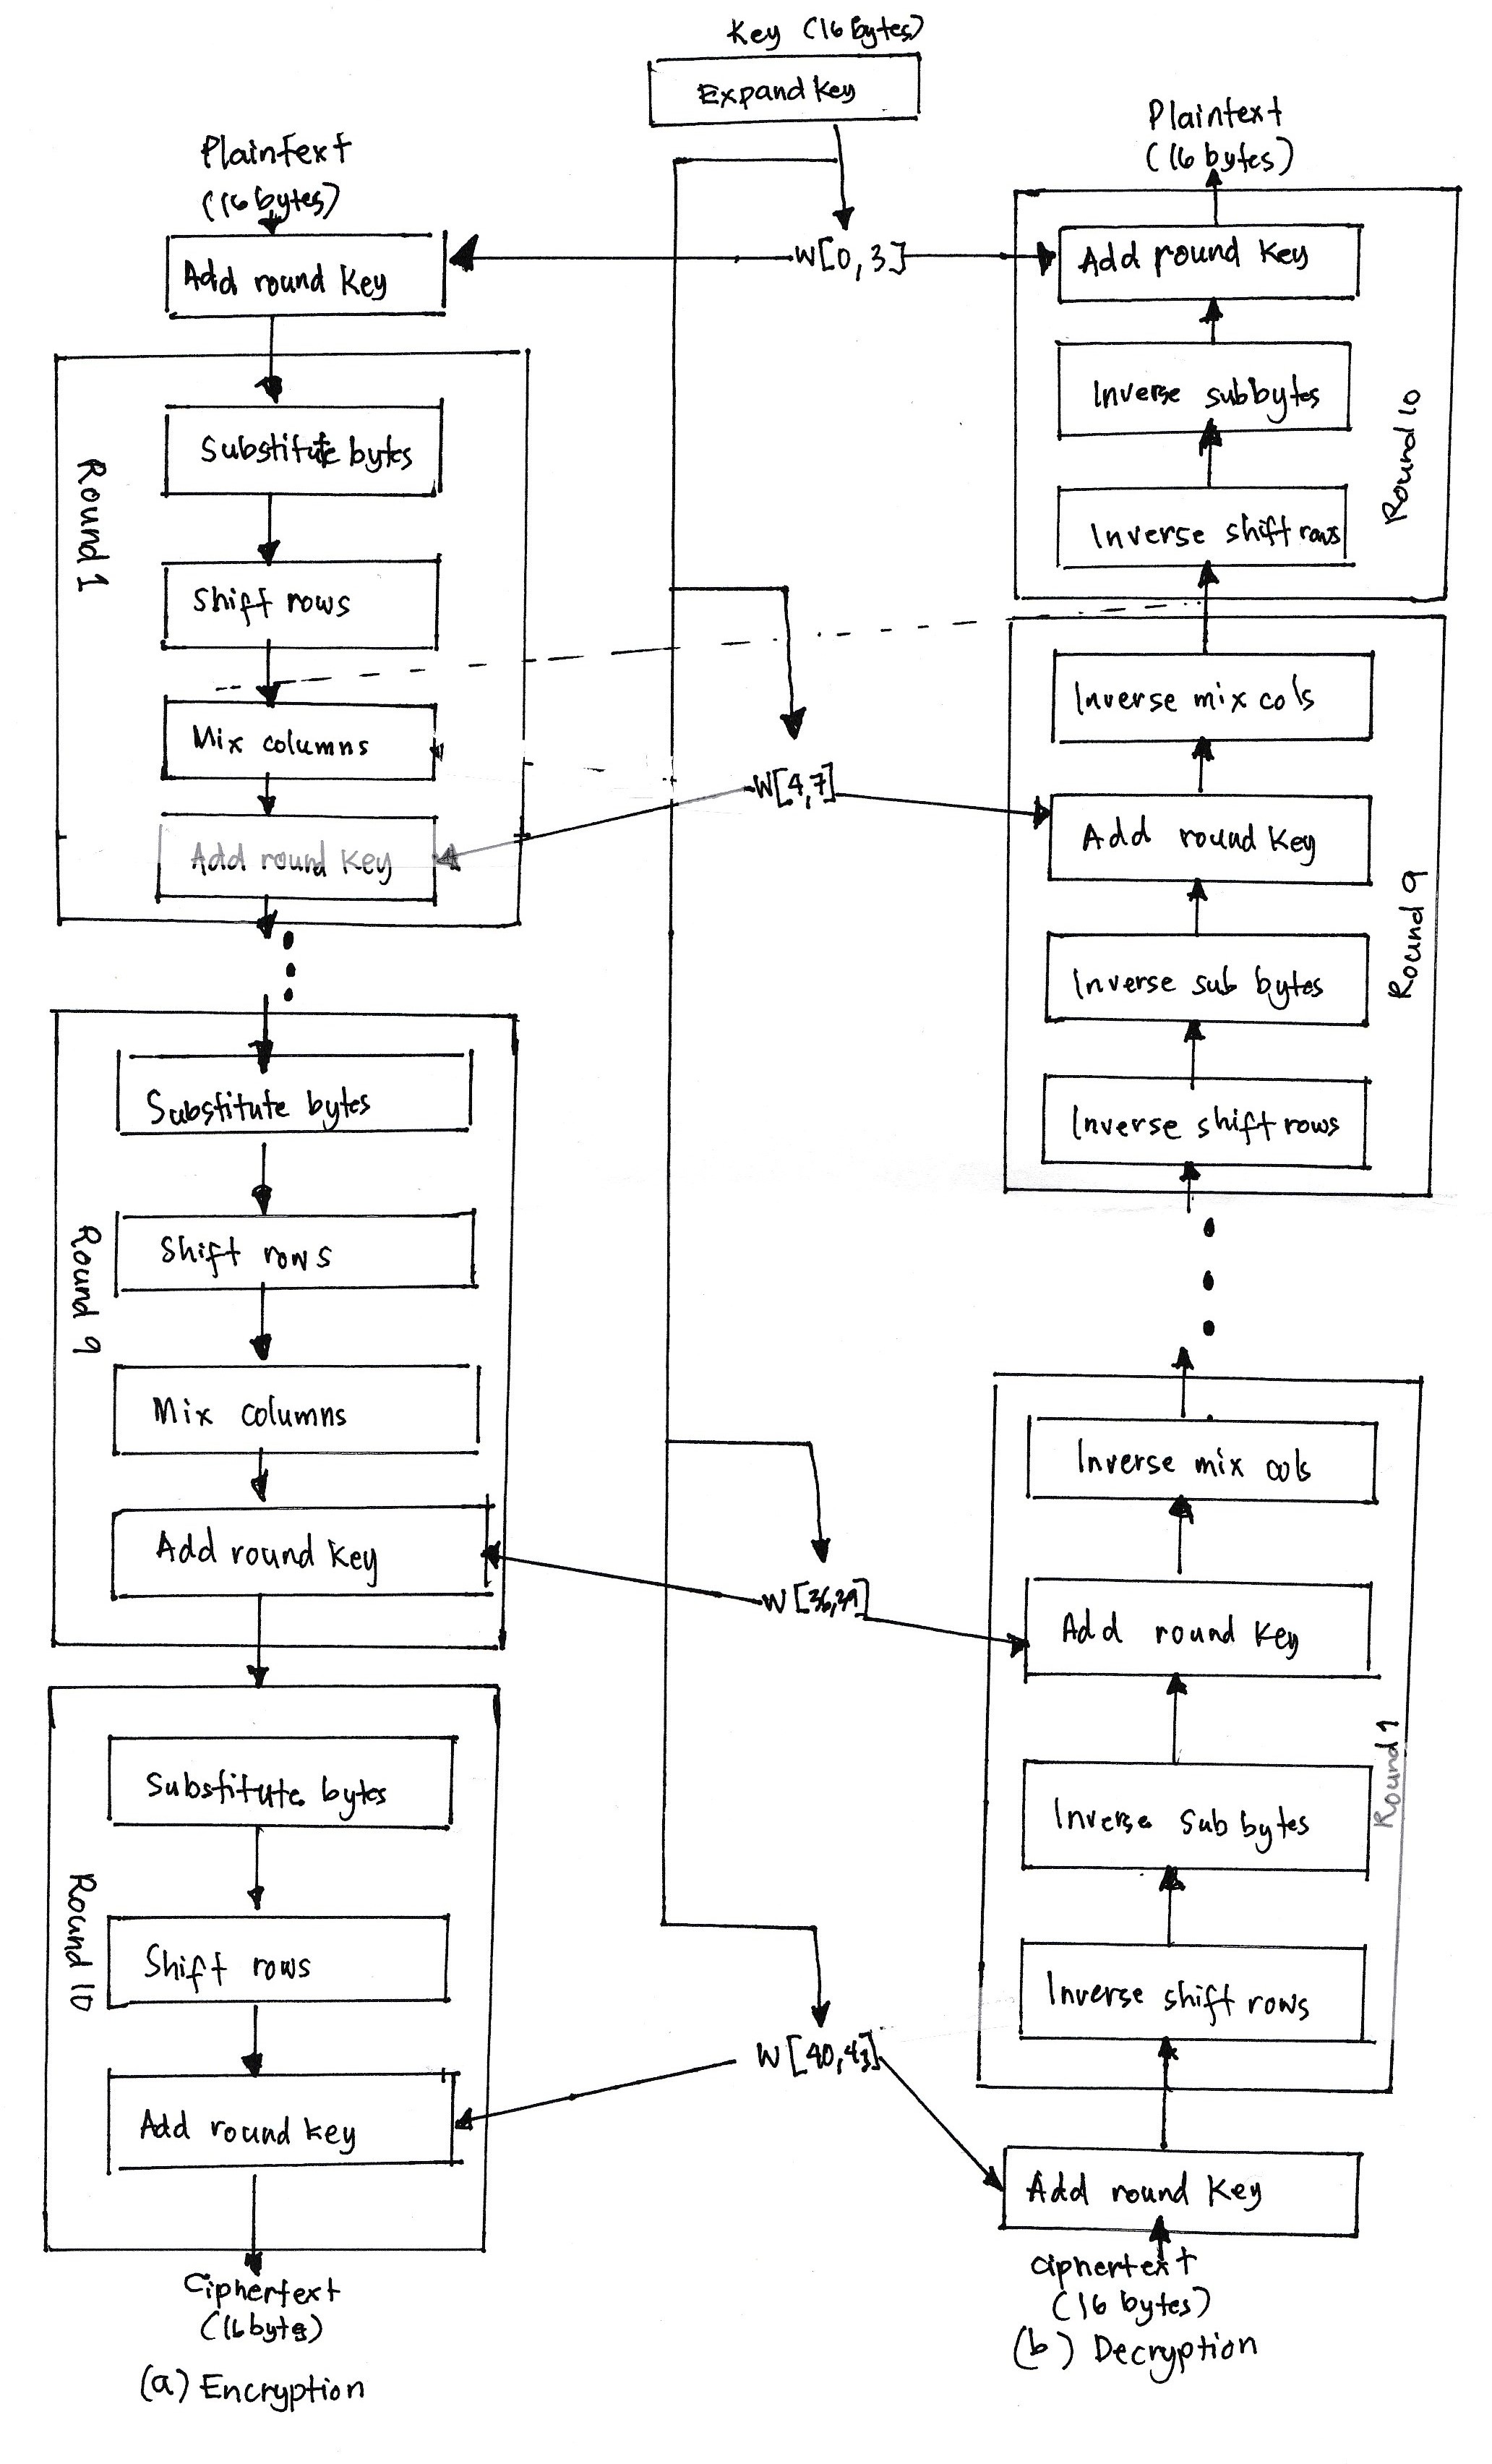 Key (16 bytes)
Expand key
Plaintext
(16 bytes)
Add round key
W[0,3]
Round 1
Substitute bytes
Shift rows
Mix columns
Add round key
W[4,7]
Round 9
Substitute bytes
Shift rows
Mix columns
Add round key
W[36,39]
Round 10
Substitute bytes
Shift rows
Add round key
W[40,43]
Ciphertext
(16 bytes)
(a) Encryption
Plaintext
(16 bytes)
Add round key
Inverse subbytes
Inverse shift rows
Round 10
Inverse mix cols
Add round key
Inverse sub bytes
Inverse shift rows
Round 9
Inverse mix cols
Add round key
Inverse sub bytes
Inverse shift rows
Round 1
Add round key
Ciphertext
(16 bytes)
(b) Decryption